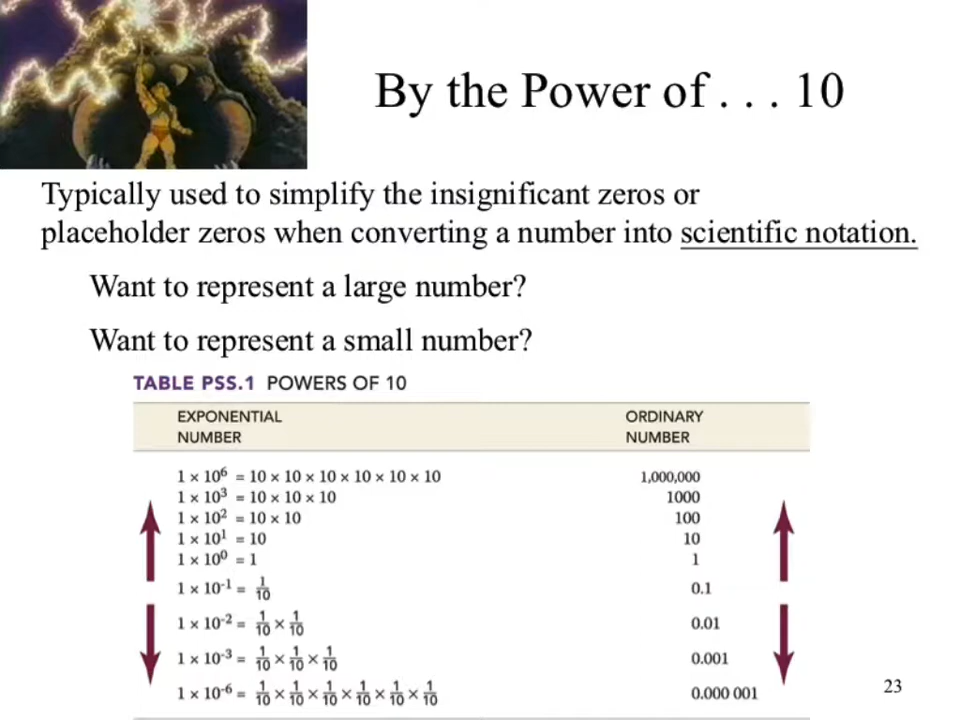 By the Power of . . . 10
Typically used to simplify the insignificant zeros or
placeholder zeros when converting a number into scientific notation.
Want to represent a large number?
Want to represent a small number?
TABLE PSS.1 POWERS OF 10
EXPONENTIAL NUMBER ORDINARY NUMBER
1 × 10⁶ = 10 × 10 × 10 × 10 × 10 × 10 1,000,000
1 × 10³ = 10 × 10 × 10 1000
1 × 10² = 10 × 10 100
1 × 10¹ = 10 10
1 × 10⁰ = 1 1
1 × 10⁻¹ = 1/10 0.1
1 × 10⁻² = 1/10 × 1/10 0.01
1 × 10⁻³ = 1/10 × 1/10 × 1/10 0.001
1 × 10⁻⁶ = 1/10 × 1/10 × 1/10 × 1/10 × 1/10 × 1/10 0.000 001
23